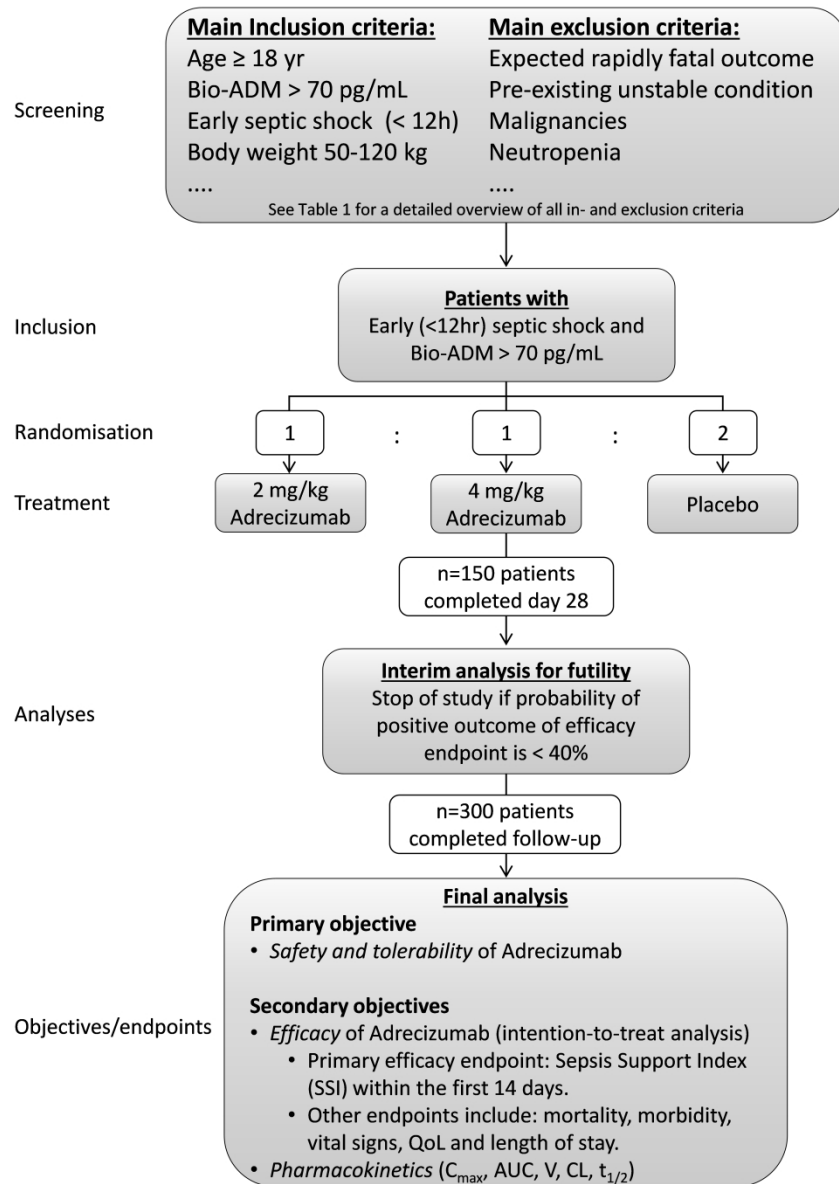 Screening
Main Inclusion criteria:
Age ≥ 18 yr
Bio-ADM > 70 pg/mL
Early septic shock (< 12h)
Body weight 50-120 kg
....
Main exclusion criteria:
Expected rapidly fatal outcome
Pre-existing unstable condition
Malignancies
Neutropenia
....
See Table 1 for a detailed overview of all in- and exclusion criteria
Inclusion
Patients with
Early (<12hr) septic shock and
Bio-ADM > 70 pg/mL
Randomisation
1 : 1 : 2
Treatment
2 mg/kg
Adrecizumab
4 mg/kg
Adrecizumab
Placebo
n=150 patients
completed day 28
Analyses
Interim analysis for futility
Stop of study if probability of
positive outcome of efficacy
endpoint is < 40%
n=300 patients
completed follow-up
Objectives/endpoints
Final analysis
Primary objective
• Safety and tolerability of Adrecizumab
Secondary objectives
• Efficacy of Adrecizumab (intention-to-treat analysis)
• Primary efficacy endpoint: Sepsis Support Index
(SSI) within the first 14 days.
• Other endpoints include: mortality, morbidity,
vital signs, QoL and length of stay.
• Pharmacokinetics (Cmax, AUC, V, CL, t1/2)